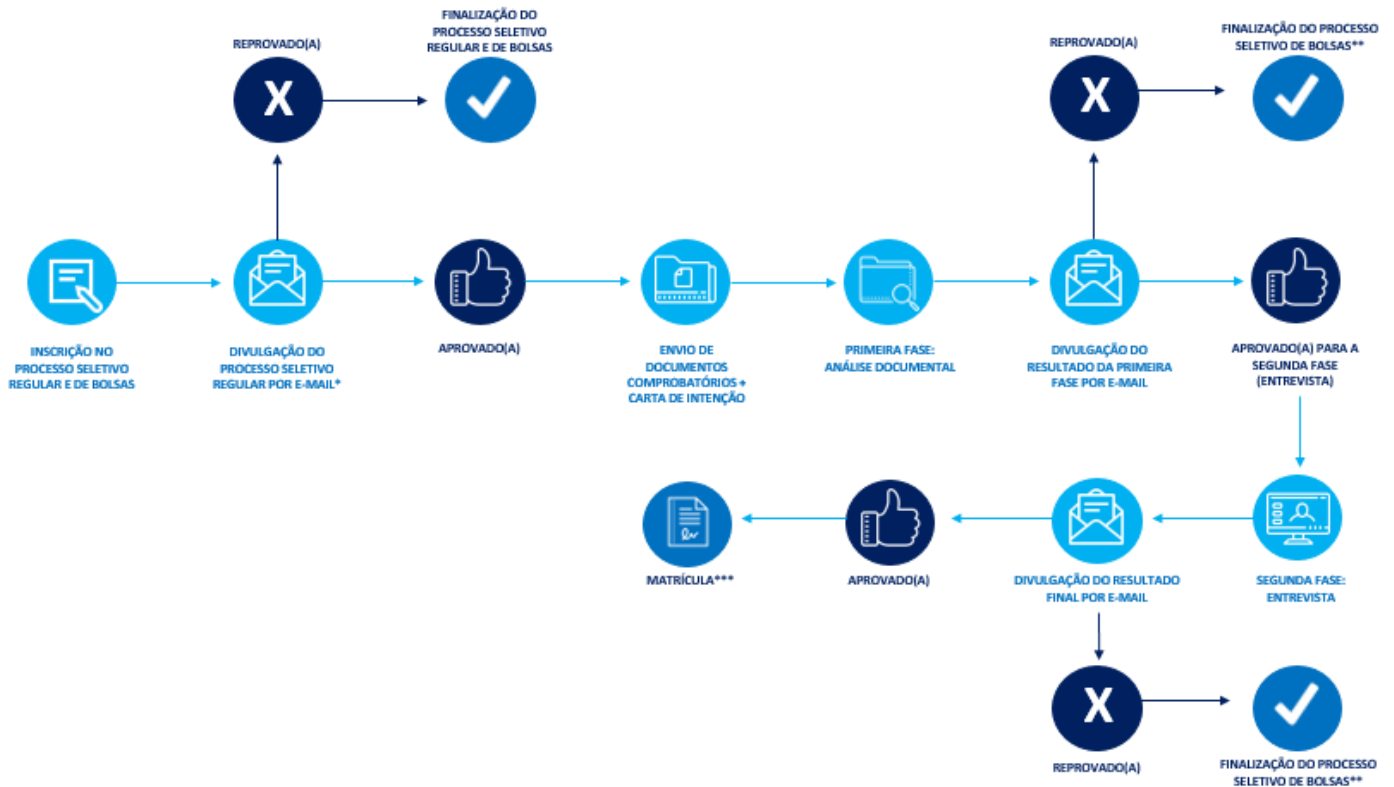 FINALIZAÇÃO DO
PROCESSO SELETIVO
REGULAR E DE BOLSAS
REPROVADO(A)
X
FINALIZAÇÃO DO PROCESSO
SELETIVO DE BOLSAS**
REPROVADO(A)
X
INSCRIÇÃO NO
PROCESSO SELETIVO
REGULAR E DE BOLSAS
DIVULGAÇÃO DO
PROCESSO SELETIVO
REGULAR POR E-MAIL*
APROVADO(A)
ENVIO DE
DOCUMENTOS
COMPROBATÓRIOS +
CARTA DE INTENÇÃO
PRIMEIRA FASE:
ANÁLISE DOCUMENTAL
DIVULGAÇÃO DO
RESULTADO DA PRIMEIRA
FASE POR E-MAIL
APROVADO(A) PARA A
SEGUNDA FASE
(ENTREVISTA)
MATRÍCULA***
APROVADO(A)
DIVULGAÇÃO DO RESULTADO
FINAL POR E-MAIL
SEGUNDA FASE:
ENTREVISTA
X
REPROVADO(A)
FINALIZAÇÃO DO PROCESSO
SELETIVO DE BOLSAS**